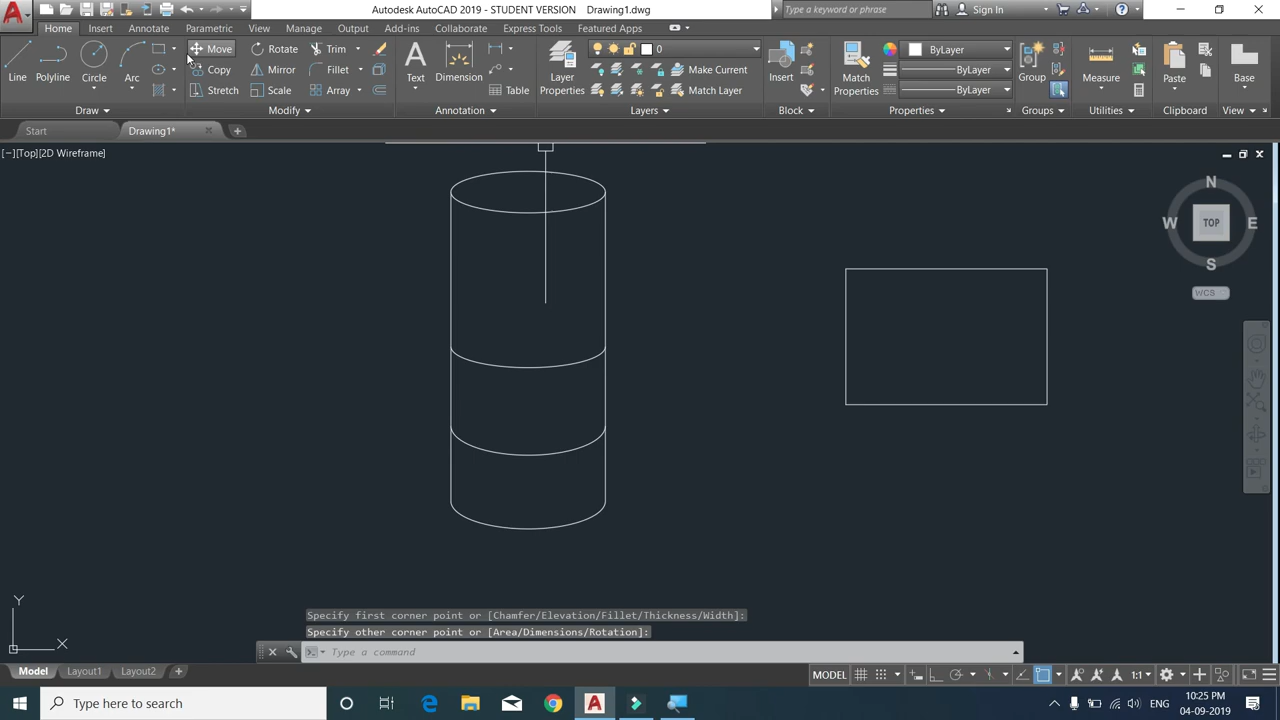 Autodesk AutoCAD 2019 - STUDENT VERSION Drawing1.dwg
Type a keyword or phrase
Sign In
Home Insert Annotate Parametric View Manage Output Add-ins Collaborate Express Tools Featured Apps
Move Rotate Trim
0
ByLayer
Line Polyline Circle Arc
Copy Mirror Fillet
Text Dimension
Layer Properties
Make Current
Insert
Match Properties
ByLayer
Group
Measure
Paste
Base
Stretch Scale Array
Table
Match Layer
ByLayer
Draw Modify Annotation Layers Block Properties Groups Utilities Clipboard View
Start Drawing1*
[−][Top][2D Wireframe]
N
W TOP E
S
WCS
Y
X
Specify first corner point or [Chamfer/Elevation/Fillet/Thickness/Width]:
Specify other corner point or [Area/Dimensions/Rotation]:
Type a command
Model Layout1 Layout2
MODEL
1:1
Type here to search
ENG
10:25 PM
04-09-2019